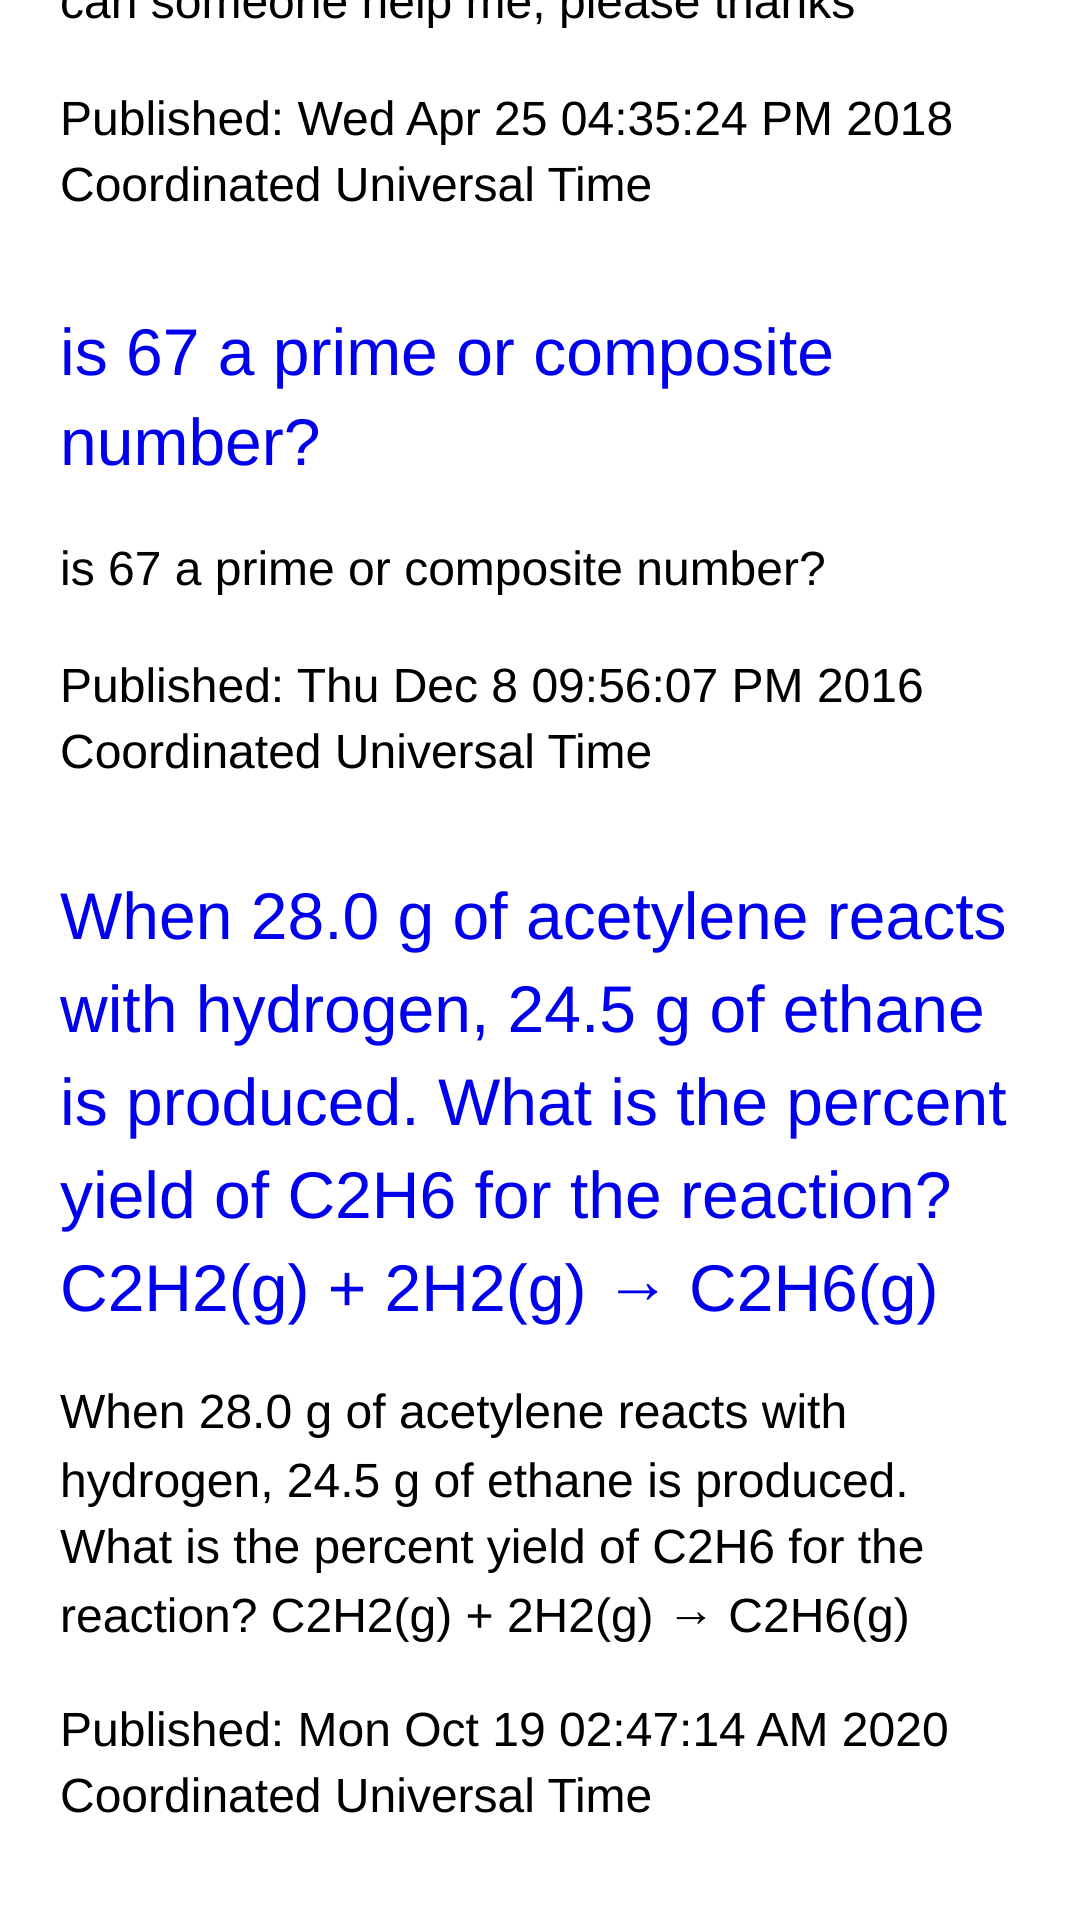 can someone help me, please thanks
Published: Wed Apr 25 04:35:24 PM 2018
Coordinated Universal Time
is 67 a prime or composite
number?
is 67 a prime or composite number?
Published: Thu Dec 8 09:56:07 PM 2016
Coordinated Universal Time
When 28.0 g of acetylene reacts
with hydrogen, 24.5 g of ethane
is produced. What is the percent
yield of C2H6 for the reaction?
C2H2(g) + 2H2(g) → C2H6(g)
When 28.0 g of acetylene reacts with
hydrogen, 24.5 g of ethane is produced.
What is the percent yield of C2H6 for the
reaction? C2H2(g) + 2H2(g) → C2H6(g)
Published: Mon Oct 19 02:47:14 AM 2020
Coordinated Universal Time